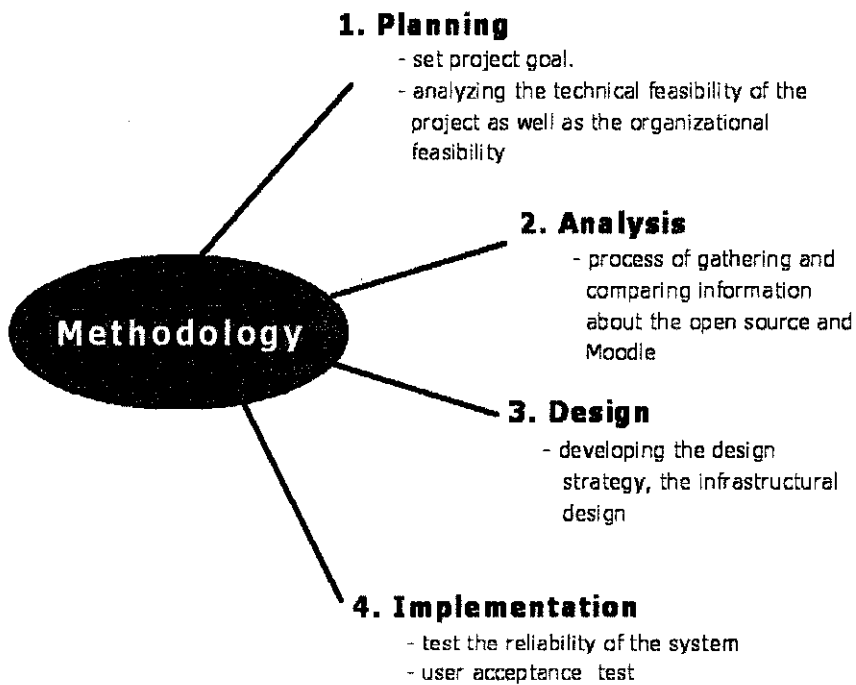 1. Planning
- set project goal.
- analyzing the technical feasibility of the
project as well as the organizational
feasibility
2. Analysis
- process of gathering and
comparing information
about the open source and
Moodle
Methodology
3. Design
- developing the design
strategy, the infrastructural
design
4. Implementation
- test the reliability of the system
- user acceptance test